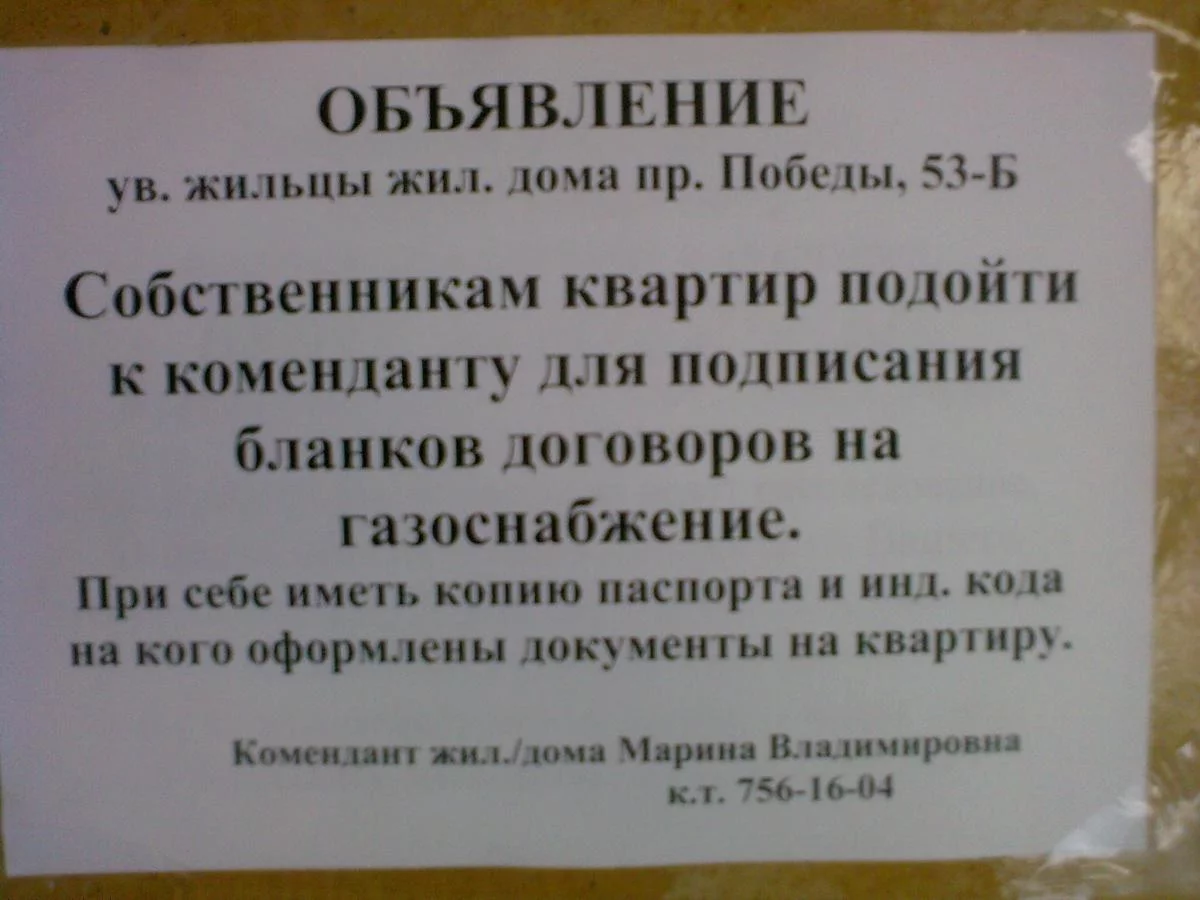 ОБЪЯВЛЕНИЕ
ув. жильцы жил. дома пр. Победы, 53-Б
Собственникам квартир подойти
к коменданту для подписания
бланков договоров на
газоснабжение.
При себе иметь копию паспорта и инд. кода
на кого оформлены документы на квартиру.
Комендант жил./дома Марина Владимировна
к.т. 756-16-04